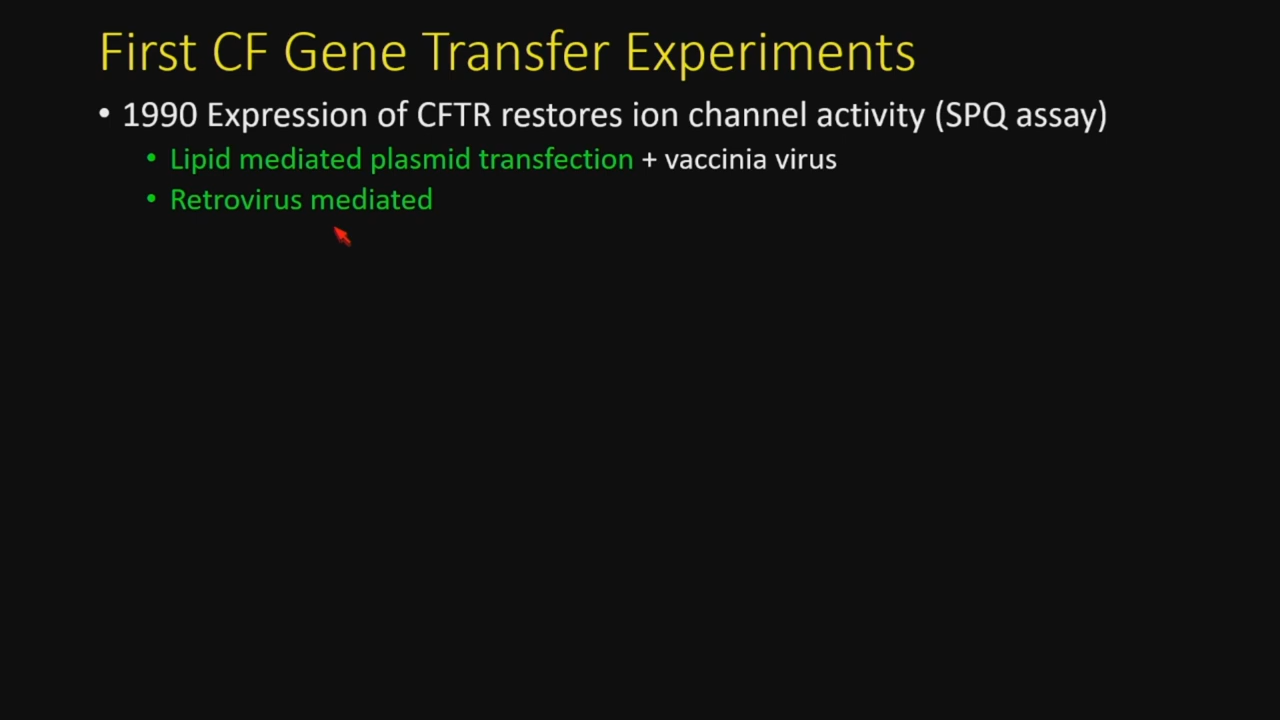 First CF Gene Transfer Experiments
• 1990 Expression of CFTR restores ion channel activity (SPQ assay)
• Lipid mediated plasmid transfection + vaccinia virus
• Retrovirus mediated